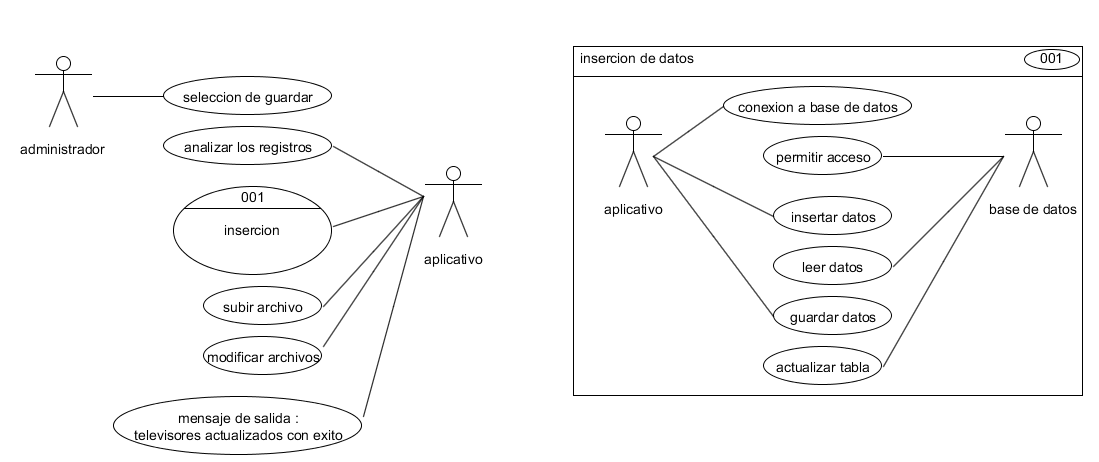 administrador
seleccion de guardar
analizar los registros
001
insercion
subir archivo
modificar archivos
mensaje de salida :
televisores actualizados con exito
aplicativo
insercion de datos
001
conexion a base de datos
permitir acceso
aplicativo
insertar datos
base de datos
leer datos
guardar datos
actualizar tabla